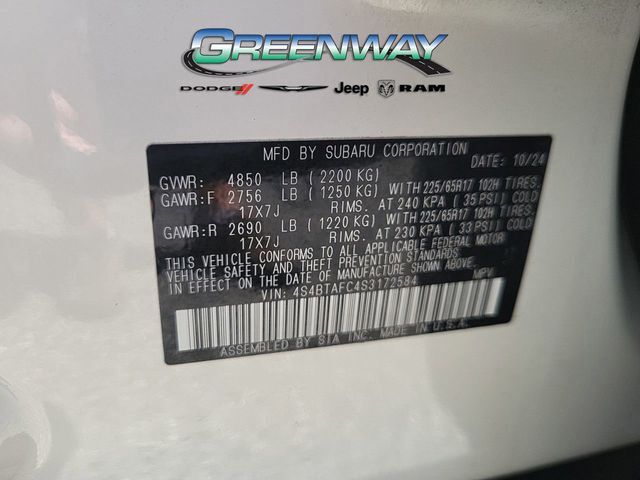 GREENWAY
DODGE Jeep RAM
MFD BY SUBARU CORPORATION DATE: 10/24
GVWR: 4850 LB ( 2200 KG)
GAWR:F 2756 LB ( 1250 KG) WITH 225/65R17 102H TIRES.
17X7J RIMS. AT 240 KPA ( 35 PSI) COLD
GAWR:R 2690 LB ( 1220 KG) WITH 225/65R17 102H TIRES.
17X7J RIMS. AT 230 KPA ( 33 PSI) COLD
THIS VEHICLE CONFORMS TO ALL APPLICABLE FEDERAL MOTOR
VEHICLE SAFETY AND THEFT PREVENTION STANDARDS
IN EFFECT ON THE DATE OF MANUFACTURE SHOWN ABOVE.
VIN: 4S4BTAFC4S3172584 MPV
ASSEMBLED BY SIA INC. MADE IN U.S.A.